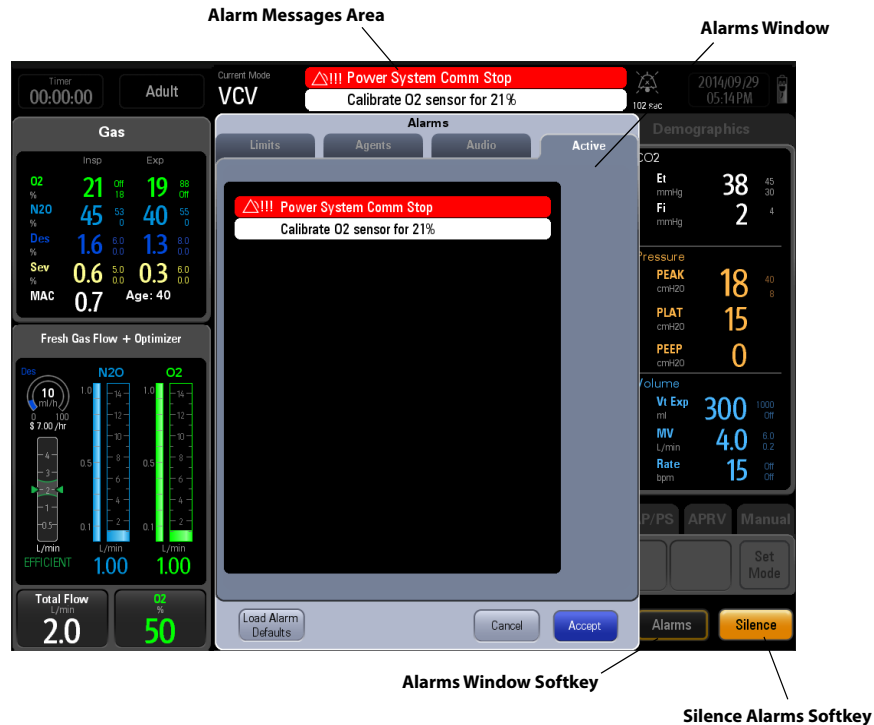 Alarm Messages Area
Alarms Window
Timer
00:00:00
Adult
Current Mode
VCV
!!! Power System Comm Stop
Calibrate O2 sensor for 21%
102 sec
2014/09/29
05:14 PM
Gas
Insp Exp
O2 % 21 Off 18 19 88 Off
N2O % 45 53 0 40 55 0
Des % 1.6 6.0 0.0 1.3 8.0 0.0
Sev % 0.6 5.0 0.0 0.3 6.0 0.0
MAC 0.7 Age: 40
Fresh Gas Flow + Optimizer
Des N2O O2
10 ml/h
0 100
$ 7.00 /hr
4
3
2
1
0.5
L/min
EFFICIENT
1.0
0.5
0.1
14
12
10
8
6
4
2
L/min
1.00
1.0
0.5
0.1
14
12
10
8
6
4
2
L/min
1.00
Total Flow
L/min
2.0
O2
%
50
Alarms
Limits Agents Audio Active
!!! Power System Comm Stop
Calibrate O2 sensor for 21%
Load Alarm
Defaults
Cancel
Accept
Demographics
CO2
Et mmHg 38 45 30
Fi mmHg 2 4
Pressure
PEAK cmH2O 18 40 8
PLAT cmH2O 15
PEEP cmH2O 0
Volume
Vt Exp ml 300 1000 Off
MV L/min 4.0 6.0 0.2
Rate bpm 15 Off Off
P/PS APRV Manual
Set
Mode
Alarms
Silence
Alarms Window Softkey
Silence Alarms Softkey